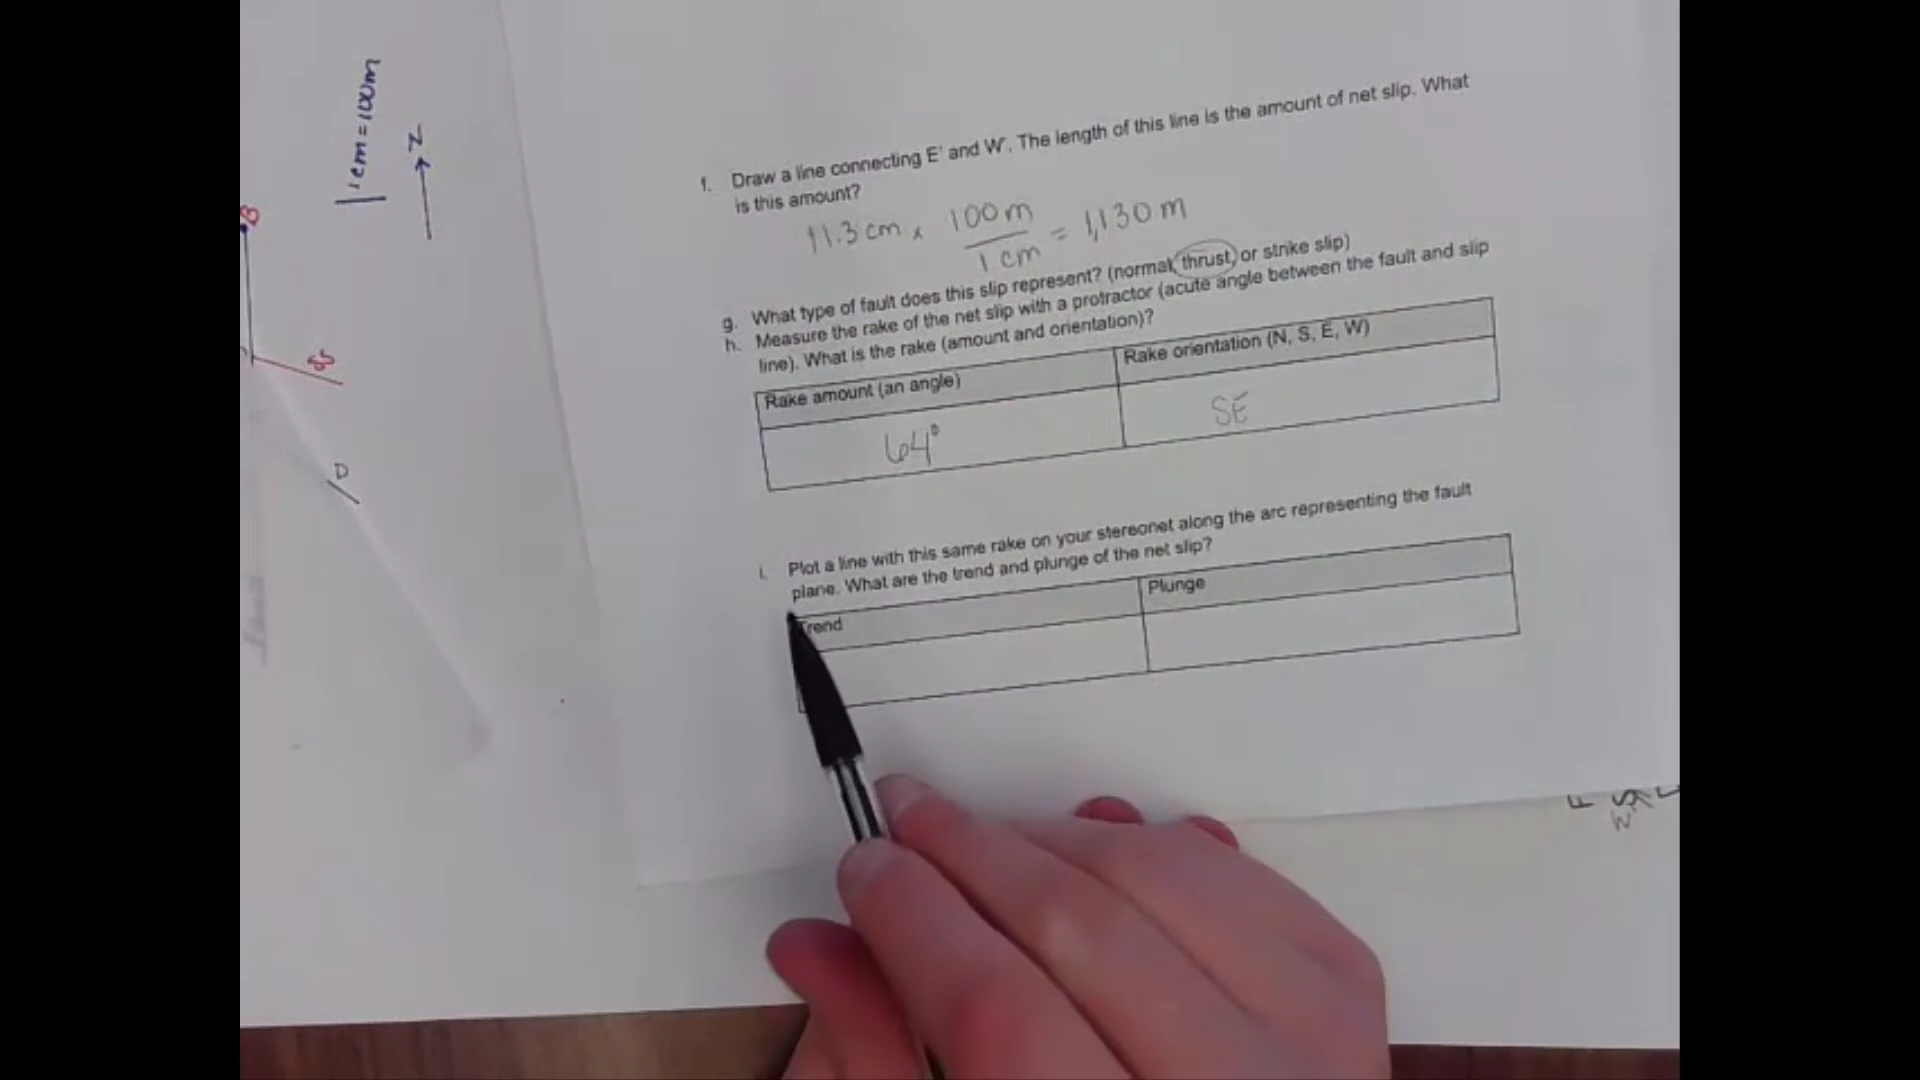 1cm=100m
N
B
D
f. Draw a line connecting E' and W'. The length of this line is the amount of net slip. What
is this amount?
11.3 cm x 100 m / 1 cm = 1,130 m
g. What type of fault does this slip represent? (normal, thrust, or strike slip)
h. Measure the rake of the net slip with a protractor (acute angle between the fault and slip
line). What is the rake (amount and orientation)?
Rake amount (an angle)
Rake orientation (N, S, E, W)
64°
SE
i. Plot a line with this same rake on your stereonet along the arc representing the fault
plane. What are the trend and plunge of the net slip?
Trend
Plunge